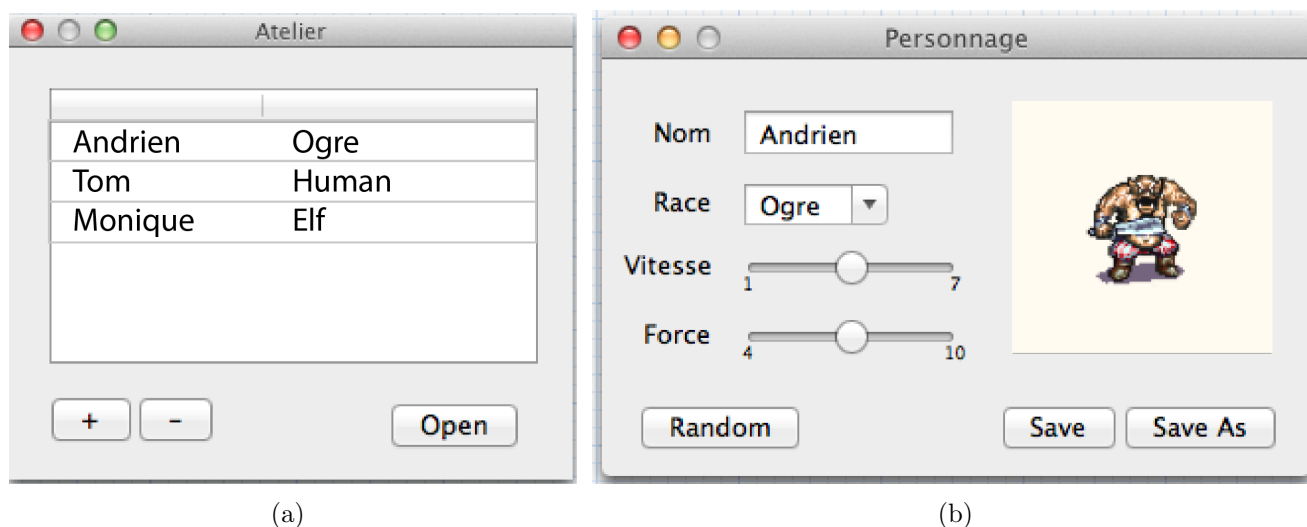 Atelier
Andrien Ogre
Tom Human
Monique Elf
+ - Open
(a)
Personnage
Nom Andrien
Race Ogre
Vitesse
1 7
Force
4 10
Random Save Save As
(b)